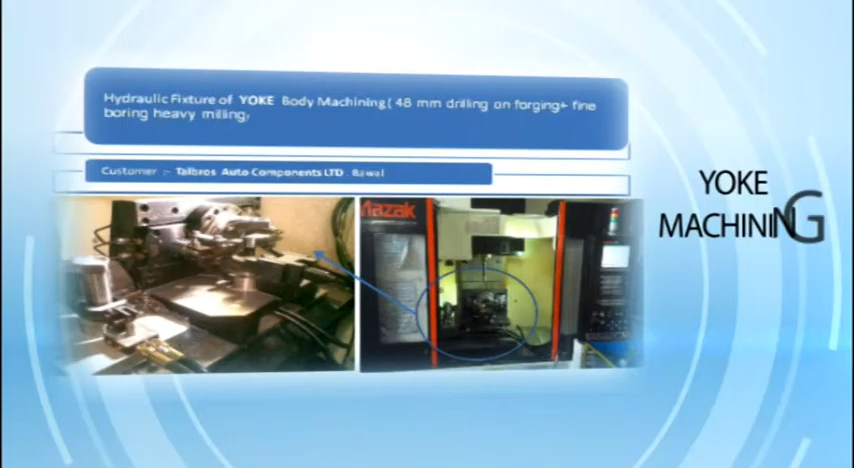 Hydraulic Fixture of YOKE Body Machining( 48 mm drilling on forging+ fine
boring heavy milling)
Customer :- Talbros Auto Components LTD . Bawal
Mazak
YOKE
MACHINING